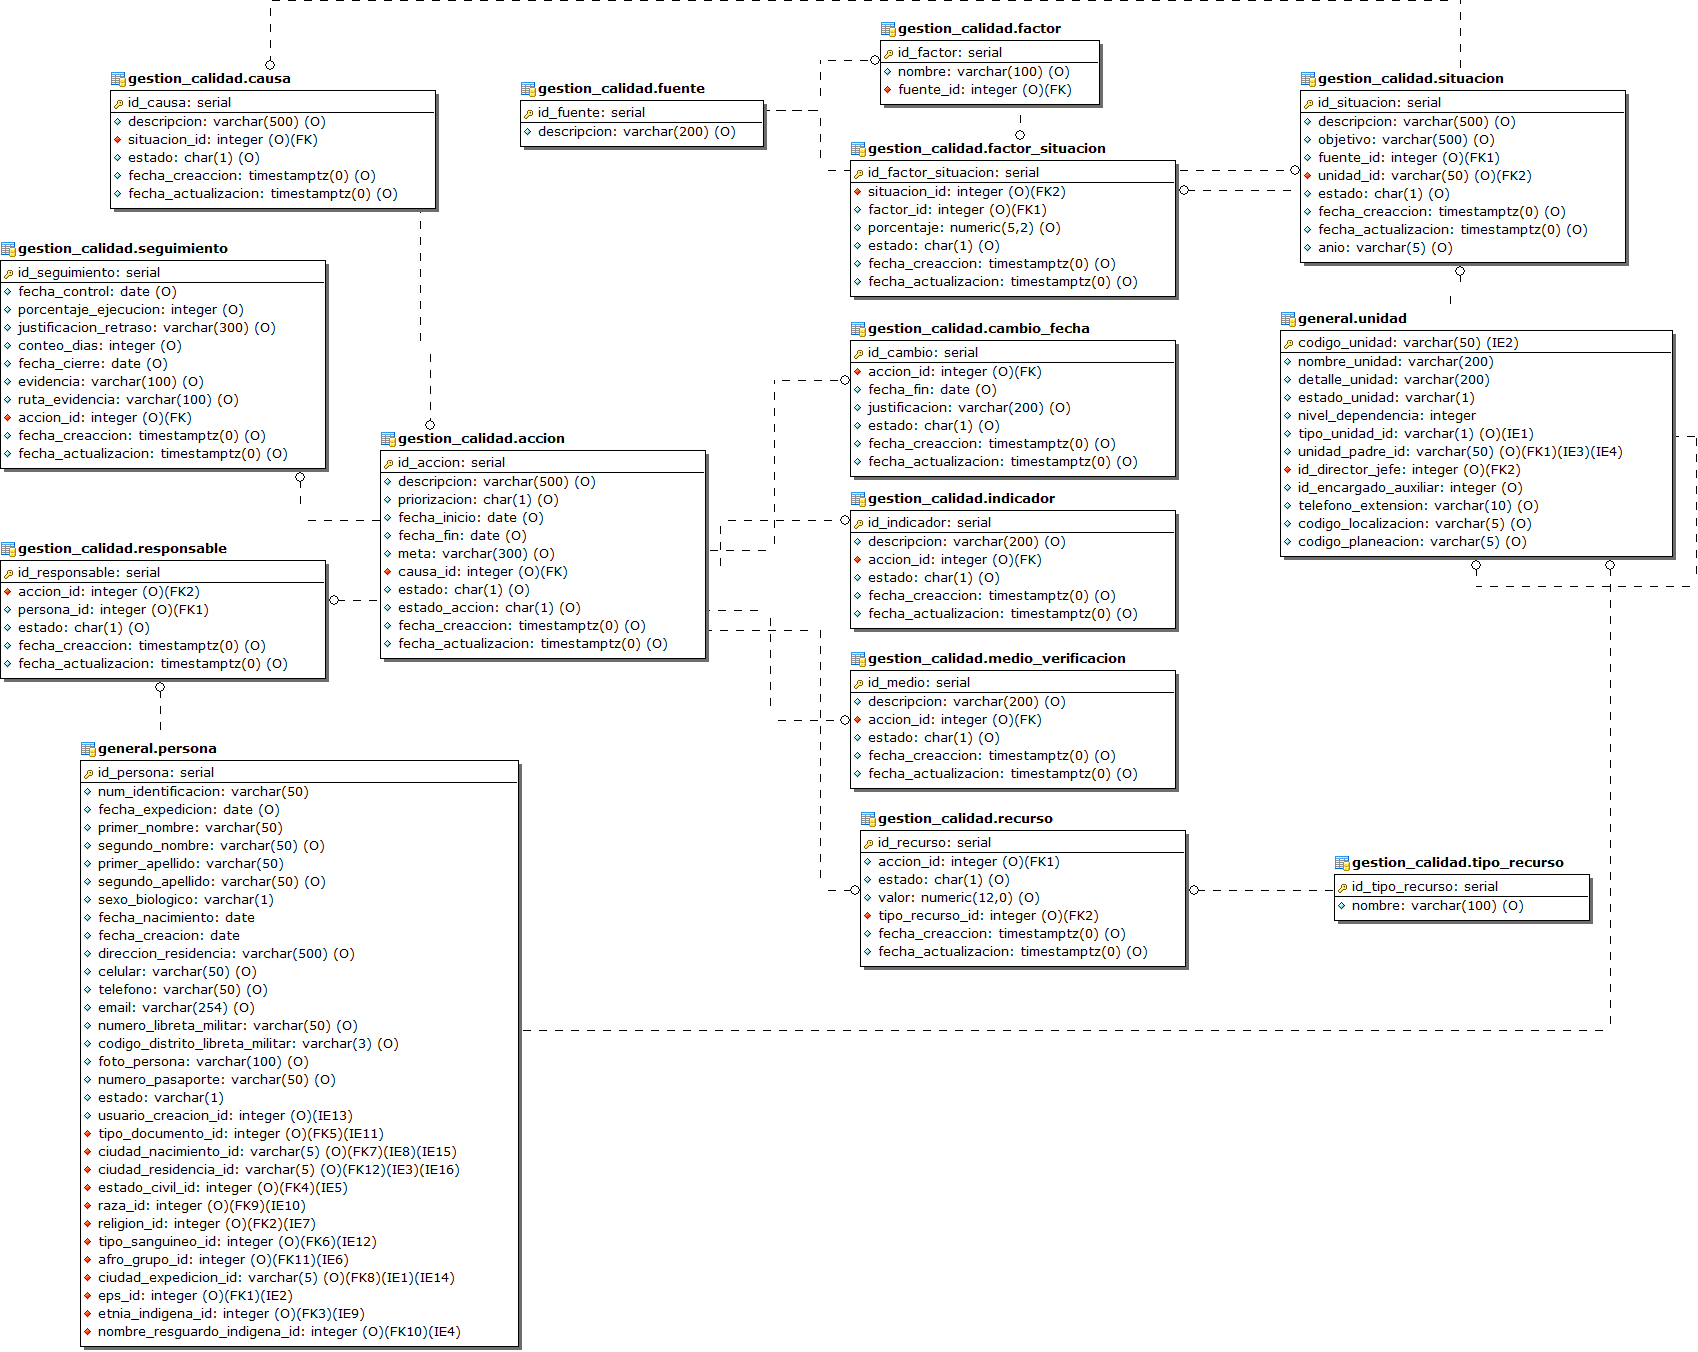 gestion_calidad.causa
id_causa: serial
descripcion: varchar(500) (O)
situacion_id: integer (O)(FK)
estado: char(1) (O)
fecha_creaccion: timestamptz(0) (O)
fecha_actualizacion: timestamptz(0) (O)
gestion_calidad.fuente
id_fuente: serial
descripcion: varchar(200) (O)
gestion_calidad.factor
id_factor: serial
nombre: varchar(100) (O)
fuente_id: integer (O)(FK)
gestion_calidad.situacion
id_situacion: serial
descripcion: varchar(500) (O)
objetivo: varchar(500) (O)
fuente_id: integer (O)(FK1)
unidad_id: varchar(50) (O)(FK2)
estado: char(1) (O)
fecha_creaccion: timestamptz(0) (O)
fecha_actualizacion: timestamptz(0) (O)
anio: varchar(5) (O)
gestion_calidad.factor_situacion
id_factor_situacion: serial
situacion_id: integer (O)(FK2)
factor_id: integer (O)(FK1)
porcentaje: numeric(5,2) (O)
estado: char(1) (O)
fecha_creaccion: timestamptz(0) (O)
fecha_actualizacion: timestamptz(0) (O)
gestion_calidad.seguimiento
id_seguimiento: serial
fecha_control: date (O)
porcentaje_ejecucion: integer (O)
justificacion_retraso: varchar(300) (O)
conteo_dias: integer (O)
fecha_cierre: date (O)
evidencia: varchar(100) (O)
ruta_evidencia: varchar(100) (O)
accion_id: integer (O)(FK)
fecha_creaccion: timestamptz(0) (O)
fecha_actualizacion: timestamptz(0) (O)
gestion_calidad.cambio_fecha
id_cambio: serial
accion_id: integer (O)(FK)
fecha_fin: date (O)
justificacion: varchar(200) (O)
estado: char(1) (O)
fecha_creaccion: timestamptz(0) (O)
fecha_actualizacion: timestamptz(0) (O)
general.unidad
codigo_unidad: varchar(50) (IE2)
nombre_unidad: varchar(200)
detalle_unidad: varchar(200)
estado_unidad: varchar(1)
nivel_dependencia: integer
tipo_unidad_id: varchar(1) (O)(IE1)
unidad_padre_id: varchar(50) (O)(FK1)(IE3)(IE4)
id_director_jefe: integer (O)(FK2)
id_encargado_auxiliar: integer (O)
telefono_extension: varchar(10) (O)
codigo_localizacion: varchar(5) (O)
codigo_planeacion: varchar(5) (O)
gestion_calidad.accion
id_accion: serial
descripcion: varchar(500) (O)
priorizacion: char(1) (O)
fecha_inicio: date (O)
fecha_fin: date (O)
meta: varchar(300) (O)
causa_id: integer (O)(FK)
estado: char(1) (O)
estado_accion: char(1) (O)
fecha_creaccion: timestamptz(0) (O)
fecha_actualizacion: timestamptz(0) (O)
gestion_calidad.indicador
id_indicador: serial
descripcion: varchar(200) (O)
accion_id: integer (O)(FK)
estado: char(1) (O)
fecha_creaccion: timestamptz(0) (O)
fecha_actualizacion: timestamptz(0) (O)
gestion_calidad.responsable
id_responsable: serial
accion_id: integer (O)(FK2)
persona_id: integer (O)(FK1)
estado: char(1) (O)
fecha_creaccion: timestamptz(0) (O)
fecha_actualizacion: timestamptz(0) (O)
gestion_calidad.medio_verificacion
id_medio: serial
descripcion: varchar(200) (O)
accion_id: integer (O)(FK)
estado: char(1) (O)
fecha_creaccion: timestamptz(0) (O)
fecha_actualizacion: timestamptz(0) (O)
general.persona
id_persona: serial
num_identificacion: varchar(50)
fecha_expedicion: date (O)
primer_nombre: varchar(50)
segundo_nombre: varchar(50) (O)
primer_apellido: varchar(50)
segundo_apellido: varchar(50) (O)
sexo_biologico: varchar(1)
fecha_nacimiento: date
fecha_creacion: date
direccion_residencia: varchar(500) (O)
celular: varchar(50) (O)
telefono: varchar(50) (O)
email: varchar(254) (O)
numero_libreta_militar: varchar(50) (O)
codigo_distrito_libreta_militar: varchar(3) (O)
foto_persona: varchar(100) (O)
numero_pasaporte: varchar(50) (O)
estado: varchar(1)
usuario_creacion_id: integer (O)(IE13)
tipo_documento_id: integer (O)(FK5)(IE11)
ciudad_nacimiento_id: varchar(5) (O)(FK7)(IE8)(IE15)
ciudad_residencia_id: varchar(5) (O)(FK12)(IE3)(IE16)
estado_civil_id: integer (O)(FK4)(IE5)
raza_id: integer (O)(FK9)(IE10)
religion_id: integer (O)(FK2)(IE7)
tipo_sanguineo_id: integer (O)(FK6)(IE12)
afro_grupo_id: integer (O)(FK11)(IE6)
ciudad_expedicion_id: varchar(5) (O)(FK8)(IE1)(IE14)
eps_id: integer (O)(FK1)(IE2)
etnia_indigena_id: integer (O)(FK3)(IE9)
nombre_resguardo_indigena_id: integer (O)(FK10)(IE4)
gestion_calidad.recurso
id_recurso: serial
accion_id: integer (O)(FK1)
estado: char(1) (O)
valor: numeric(12,0) (O)
tipo_recurso_id: integer (O)(FK2)
fecha_creaccion: timestamptz(0) (O)
fecha_actualizacion: timestamptz(0) (O)
gestion_calidad.tipo_recurso
id_tipo_recurso: serial
nombre: varchar(100) (O)